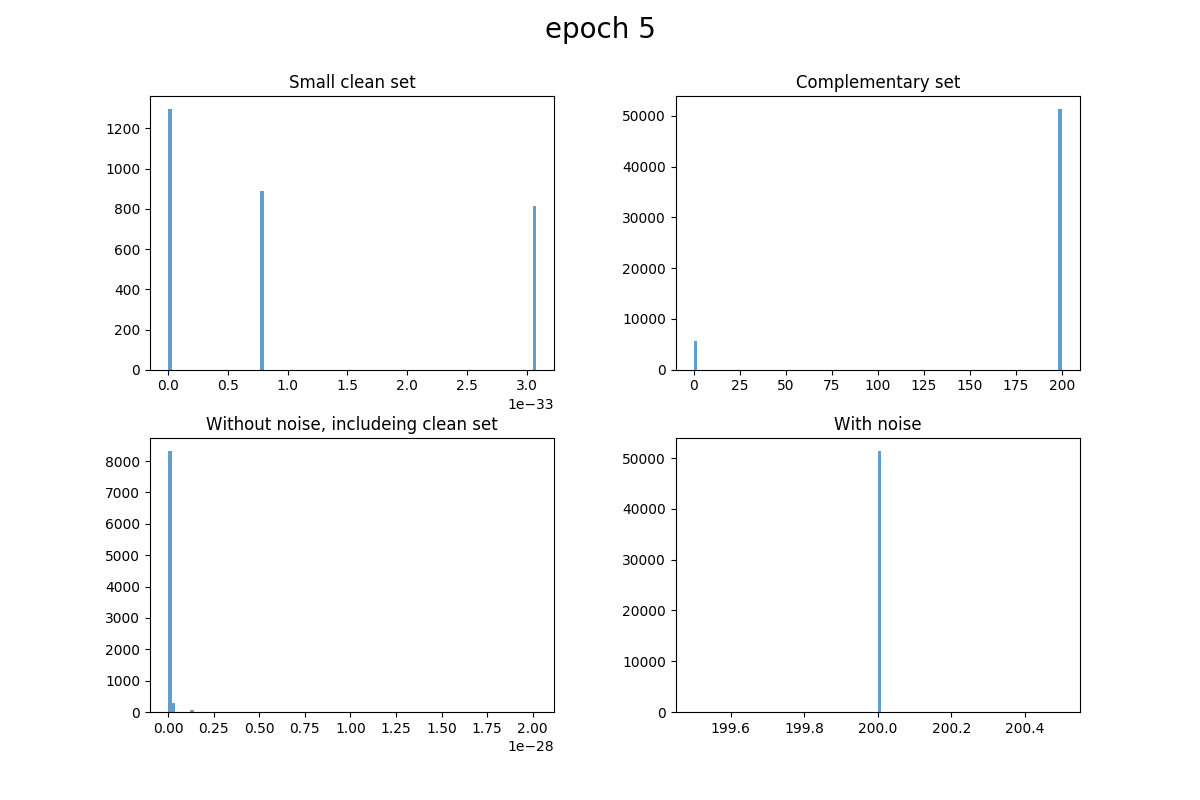 epoch 5
Small clean set
1200
1000
800
600
400
200
0
0.0 0.5 1.0 1.5 2.0 2.5 3.0
1e−33
Complementary set
50000
40000
30000
20000
10000
0
0 25 50 75 100 125 150 175 200
Without noise, includeing clean set
8000
7000
6000
5000
4000
3000
2000
1000
0
0.00 0.25 0.50 0.75 1.00 1.25 1.50 1.75 2.00
1e−28
With noise
50000
40000
30000
20000
10000
0
199.6 199.8 200.0 200.2 200.4